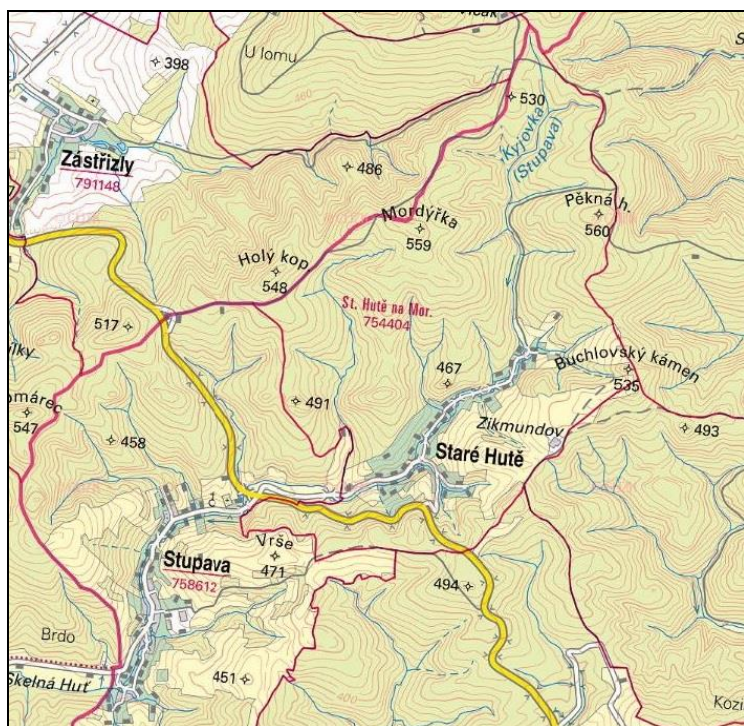 U lomu
398
460
530
Kyjovka
(Stupava)
Zástřizly
791148
486
Pěkná h.
560
Mordýřka
559
Holý kop
548
St. Hutě na Mor.
754404
517
467
Buchlovský kámen
535
491
Zikmundov
493
547
458
Staré Hutě
Vrše
471
Stupava
758612
494
Brdo
451
400
Skelná Huť